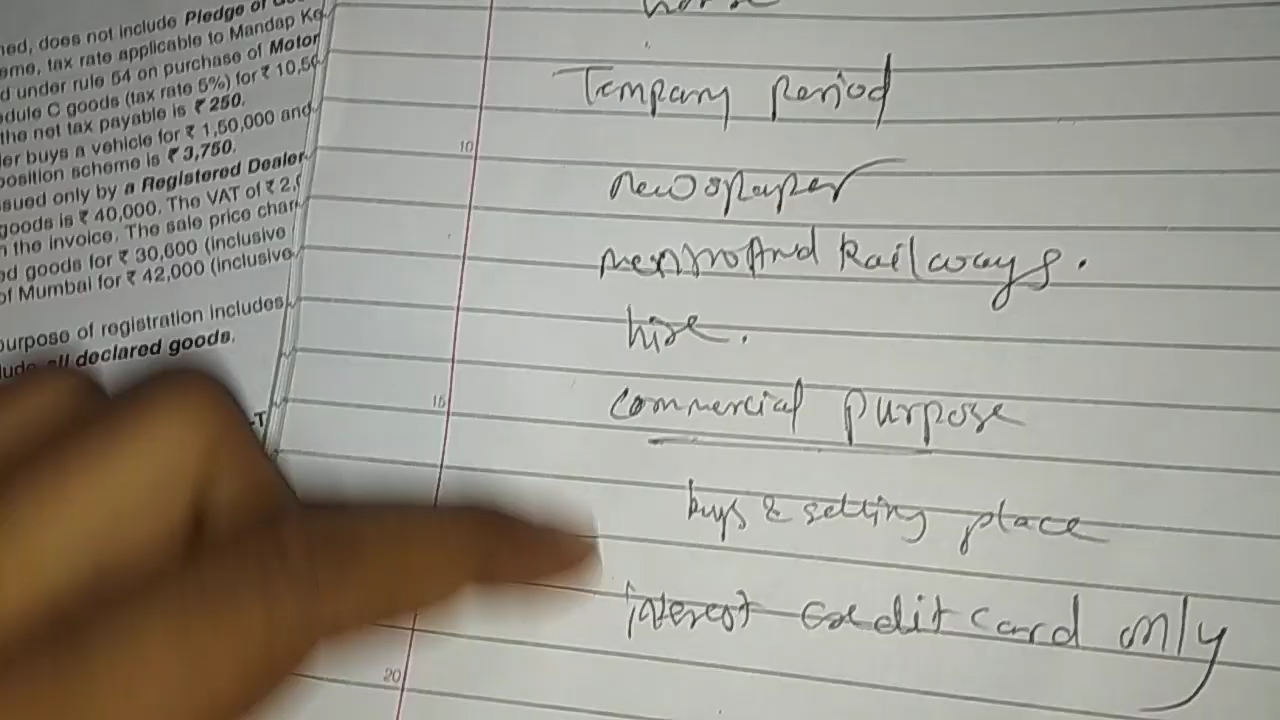 ned, does not include Pledge of
eme, tax rate applicable to Mandap Ke
d under rule 54 on purchase of Motor
dule C goods (tax rate 5%) for ₹ 10,50
the net tax payable is ₹ 250.
er buys a vehicle for ₹ 1,50,000 and
position scheme is ₹ 3,750.
sued only by a Registered Dealer
goods is ₹ 40,000. The VAT of ₹ 2,
n the invoice. The sale price char
ed goods for ₹ 30,600 (inclusive
of Mumbai for ₹ 42,000 (inclusive
purpose of registration includes
lude all declared goods.
-T
Tempary period
10
newspaper
Railways.
hire.
15
commercial purpose
buys & selling place
interest credit card only
20